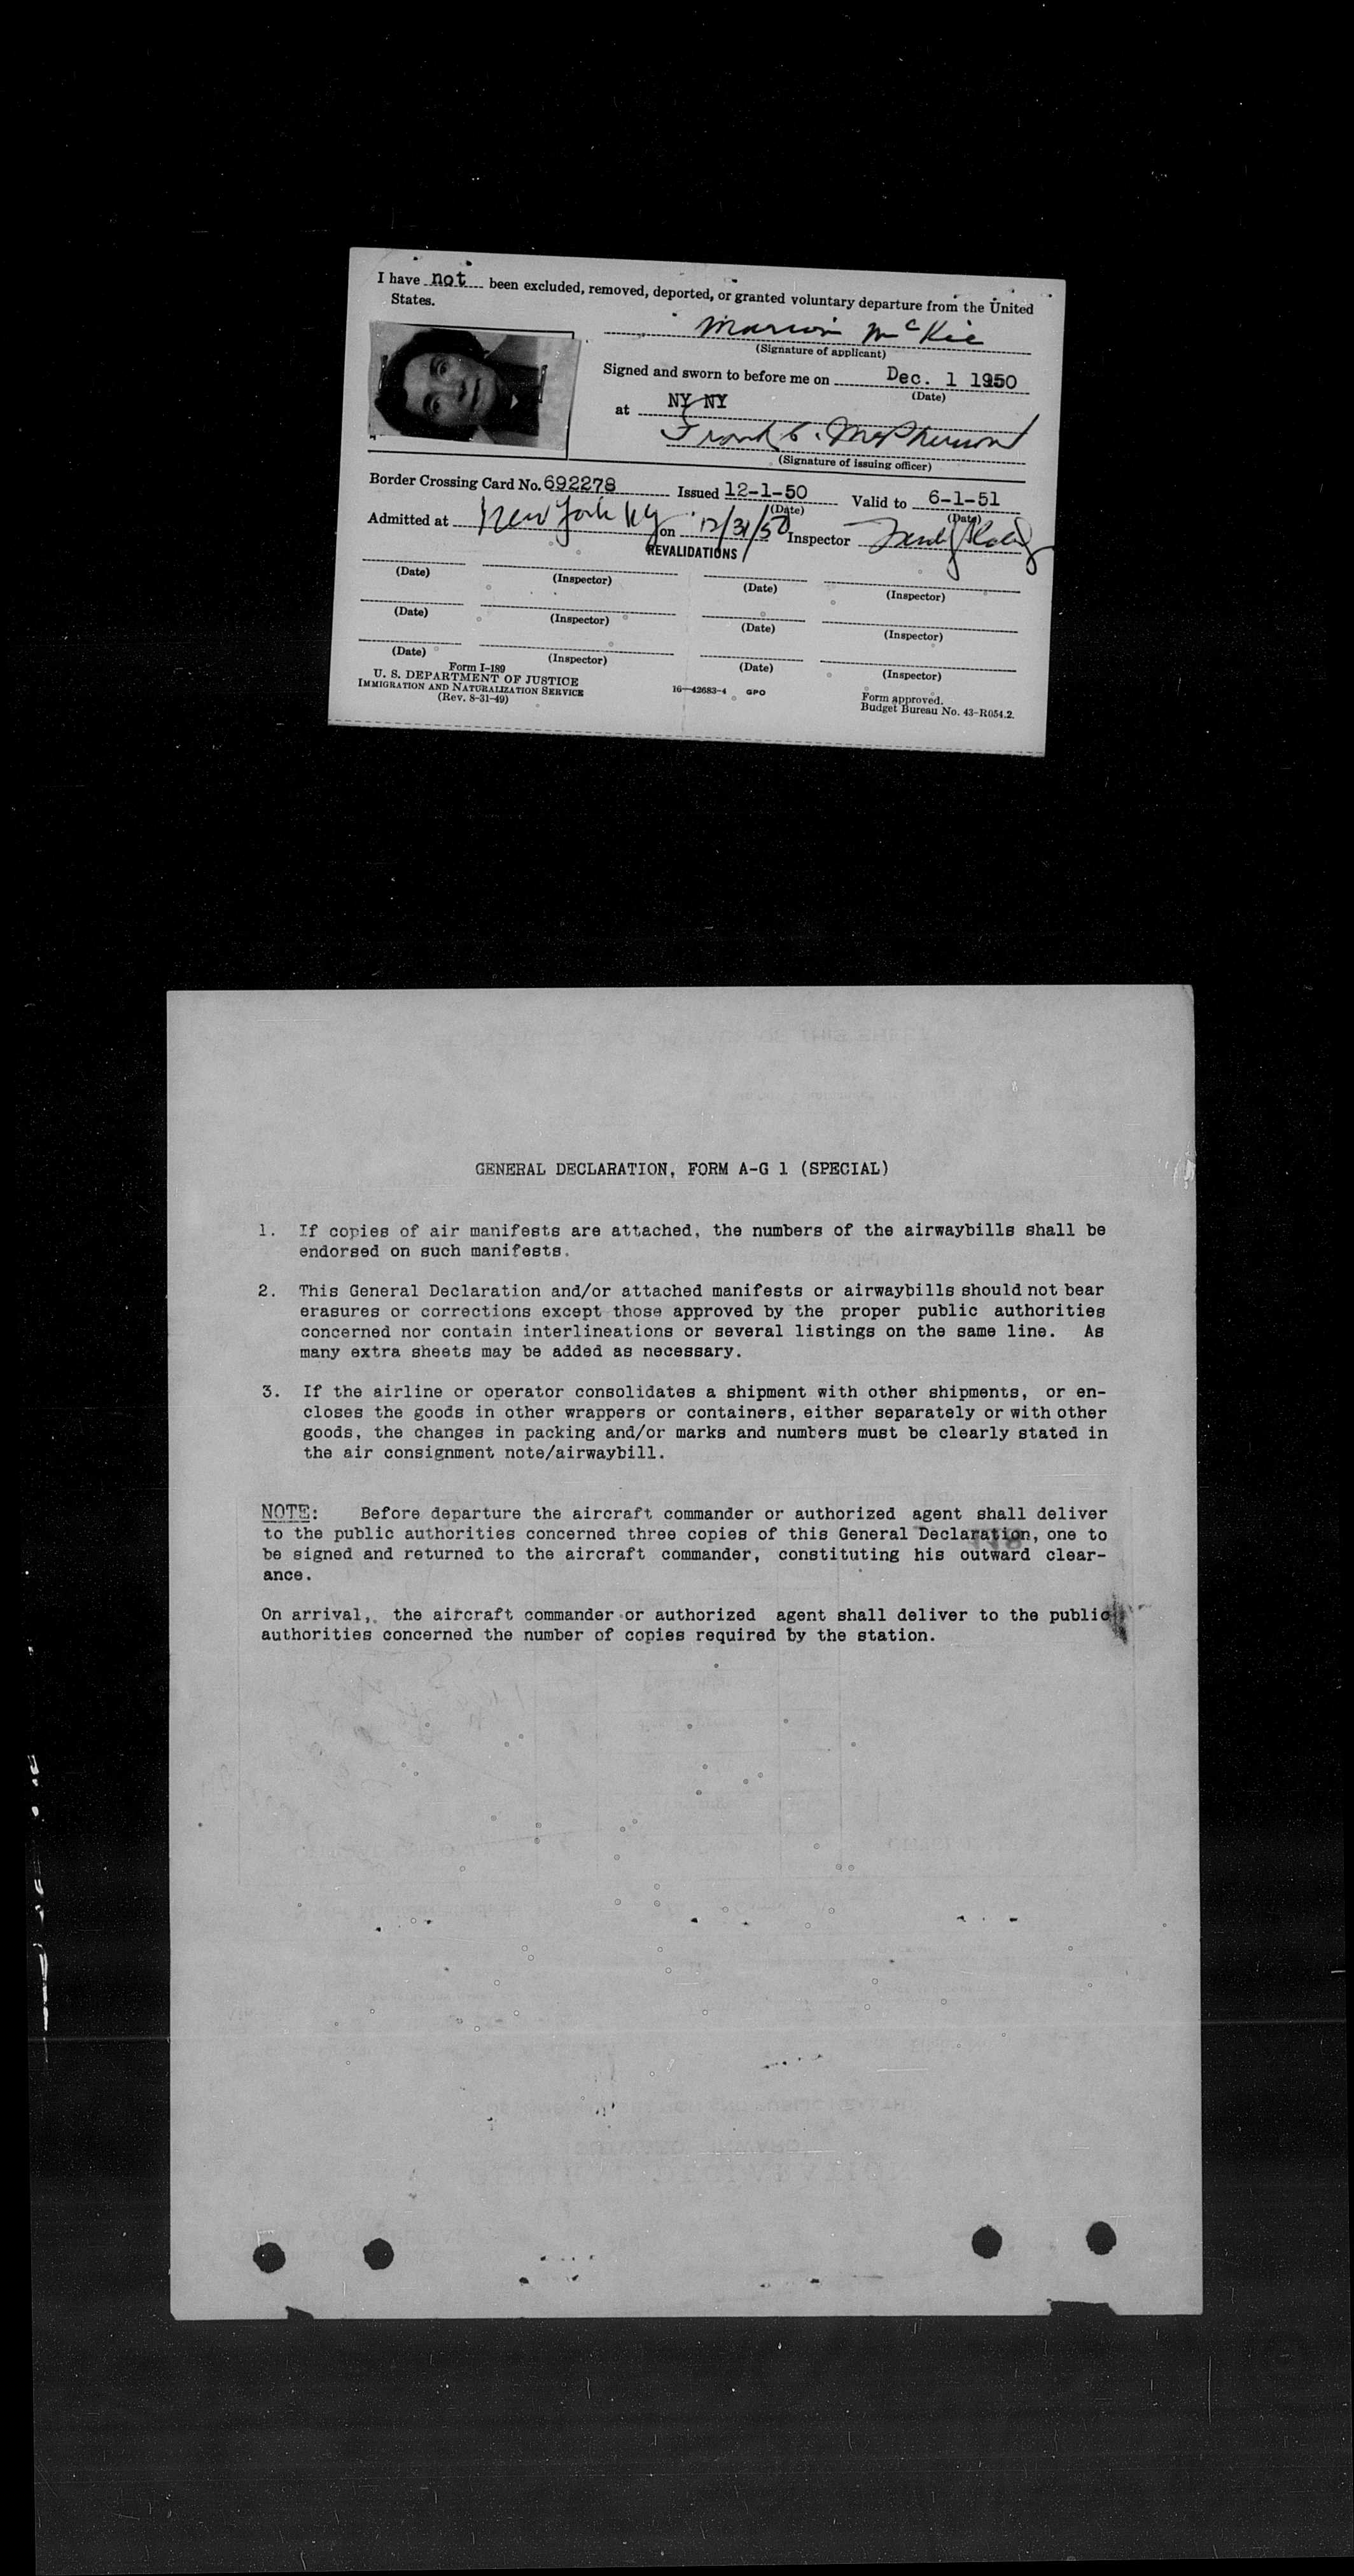 I have not been excluded, removed, deported, or granted voluntary departure from the United
States.
Marion McKie
(Signature of applicant)
Signed and sworn to before me on Dec. 1 1950
(Date)
at NY NY
Frank C. McPherson
(Signature of issuing officer)
Border Crossing Card No. 692278 Issued 12-1-50 Valid to 6-1-51
(Date) (Date)
Admitted at New York NY on 12/31/50 Inspector
REVALIDATIONS
(Date) (Inspector) (Date) (Inspector)
(Date) (Inspector) (Date) (Inspector)
(Date) (Inspector) (Date) (Inspector)
Form I-189
U. S. DEPARTMENT OF JUSTICE
IMMIGRATION AND NATURALIZATION SERVICE
(Rev. 8-31-49)
16—42683-4 GPO
Form approved.
Budget Bureau No. 43-R054.2.
GENERAL DECLARATION, FORM A-G 1 (SPECIAL)
1. If copies of air manifests are attached, the numbers of the airwaybills shall be
endorsed on such manifests.
2. This General Declaration and/or attached manifests or airwaybills should not bear
erasures or corrections except those approved by the proper public authorities
concerned nor contain interlineations or several listings on the same line. As
many extra sheets may be added as necessary.
3. If the airline or operator consolidates a shipment with other shipments, or en-
closes the goods in other wrappers or containers, either separately or with other
goods, the changes in packing and/or marks and numbers must be clearly stated in
the air consignment note/airwaybill.
NOTE: Before departure the aircraft commander or authorized agent shall deliver
to the public authorities concerned three copies of this General Declaration, one to
be signed and returned to the aircraft commander, constituting his outward clear-
ance.
On arrival, the aircraft commander or authorized agent shall deliver to the public
authorities concerned the number of copies required by the station.